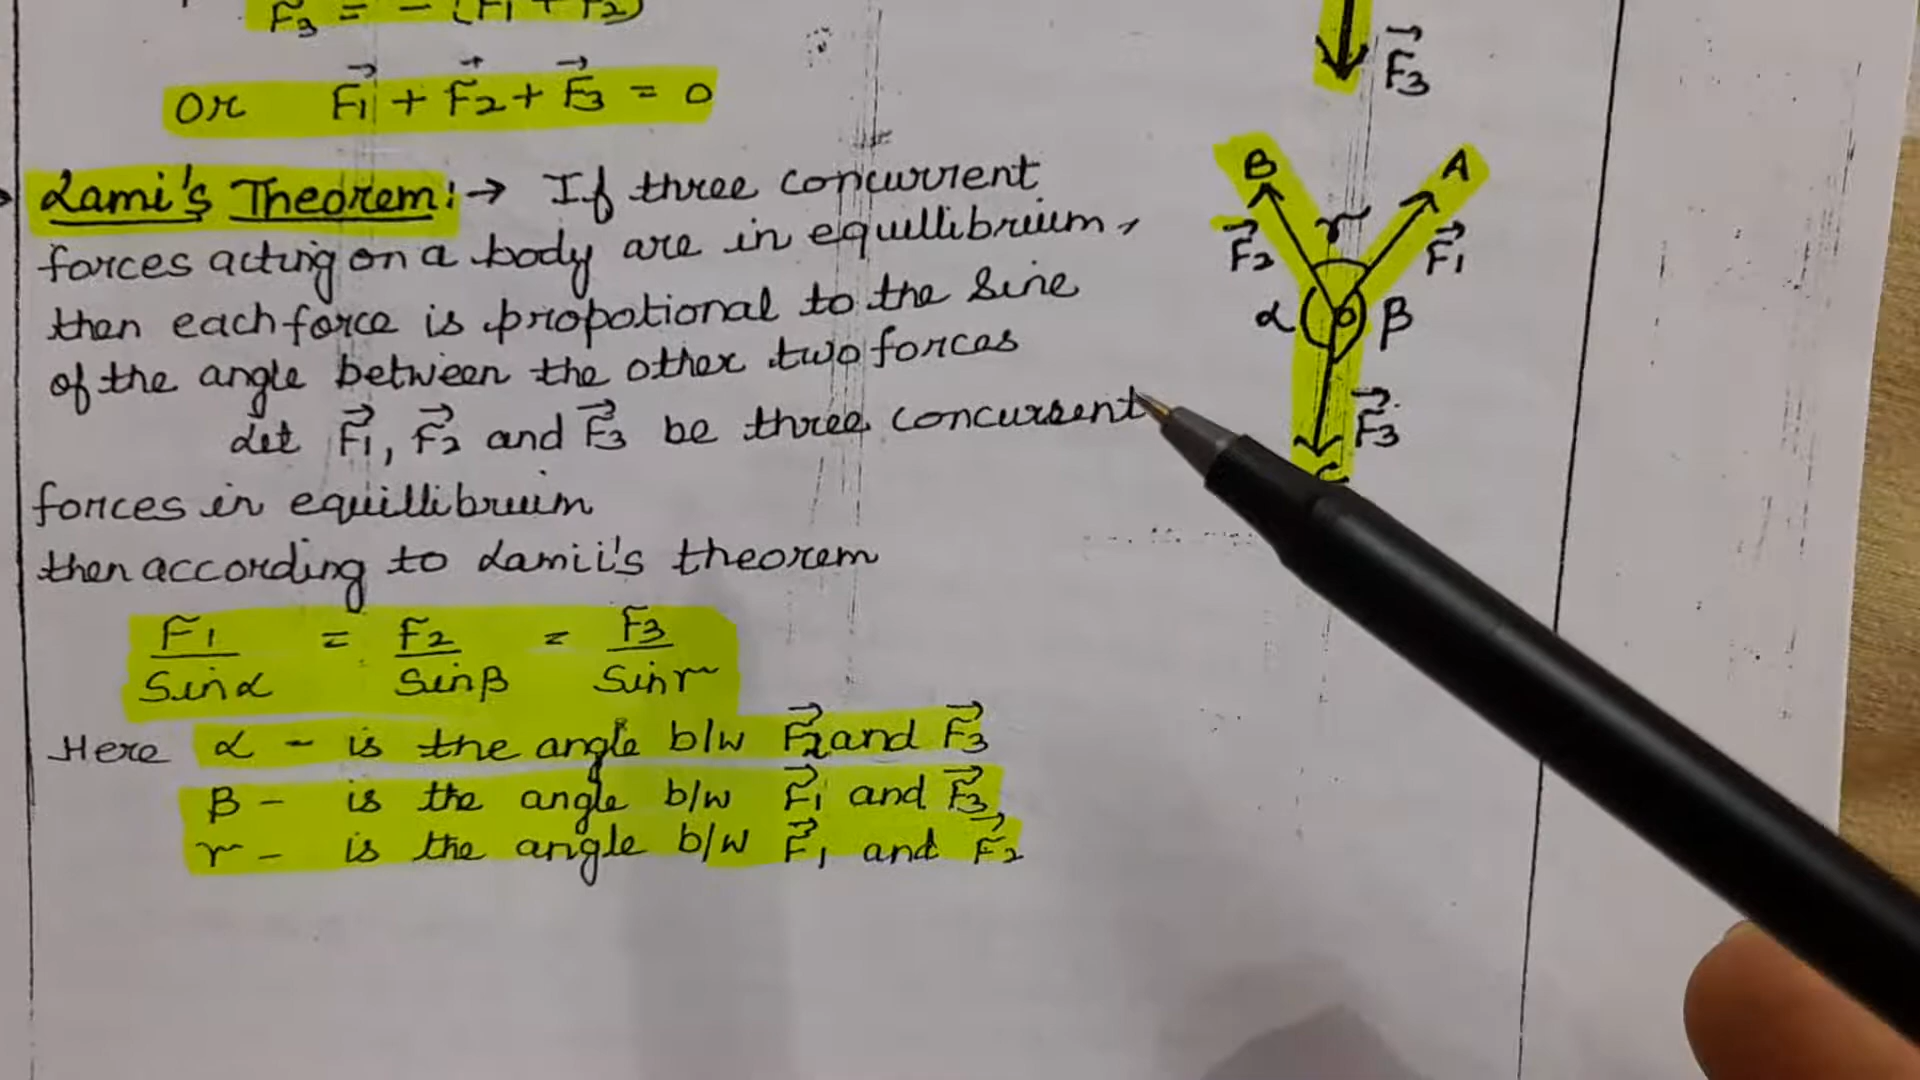 F₃ = - (F₁ + F₂)
Or F₁ + F₂ + F₃ = 0
Lami's Theorem:→ If three concurrent
forces acting on a body are in equillibrium,
then each force is propotional to the Sine
of the angle between the other two forces
Let F₁, F₂ and F₃ be three concurrent
forces in equillibrium
then according to Lamii's theorem
F₁/Sinα = F₂/Sinβ = F₃/Sinr
Here α - is the angle b/w F₂ and F₃
β - is the angle b/w F₁ and F₃
r - is the angle b/w F₁ and F₂
F₃
B A
r
F₂ F₁
α O β
F₃
C